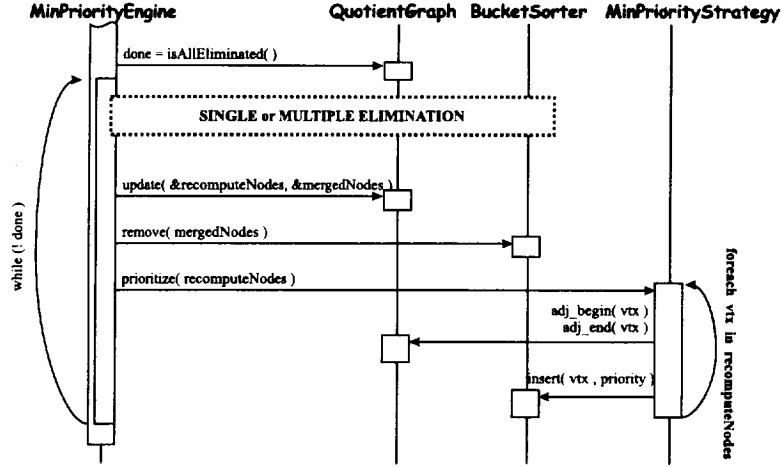 MinPriorityEngine QuotientGraph BucketSorter MinPriorityStrategy
done = isAllEliminated( )
SINGLE or MULTIPLE ELIMINATION
update( &recomputeNodes, &mergedNodes )
remove( mergedNodes )
prioritize( recomputeNodes )
adj_begin( vtx )
adj_end( vtx )
insert( vtx , priority )
while (! done )
foreach vtx in recomputeNodes